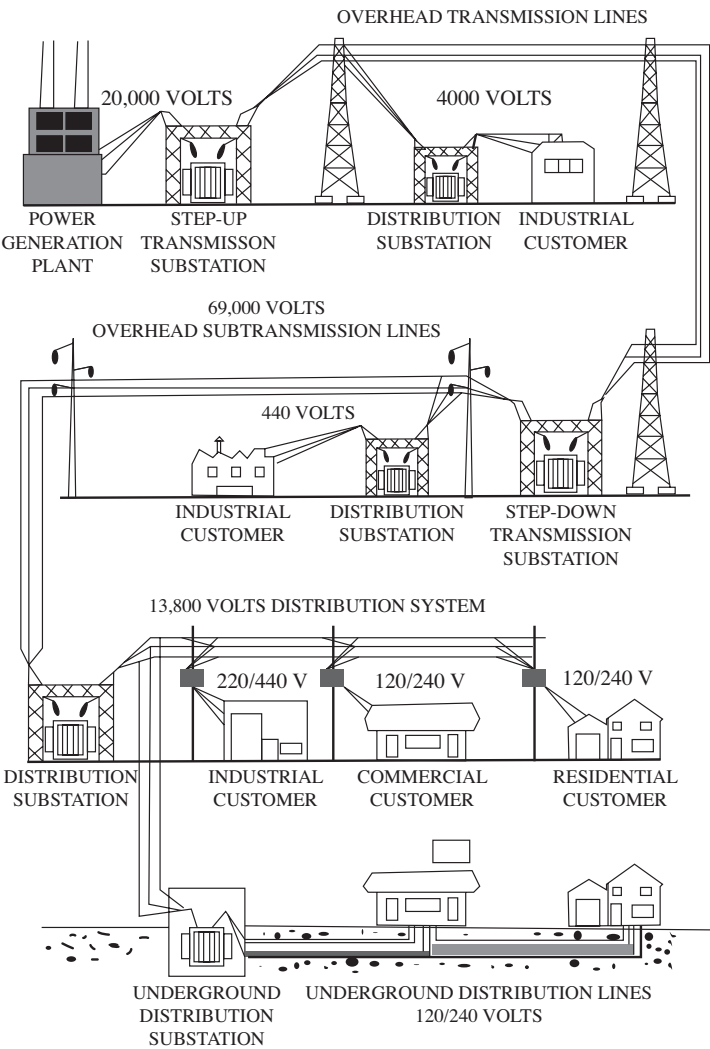 OVERHEAD TRANSMISSION LINES
20,000 VOLTS
4000 VOLTS
POWER
GENERATION
PLANT
STEP-UP
TRANSMISSON
SUBSTATION
DISTRIBUTION
SUBSTATION
INDUSTRIAL
CUSTOMER
69,000 VOLTS
OVERHEAD SUBTRANSMISSION LINES
440 VOLTS
INDUSTRIAL
CUSTOMER
DISTRIBUTION
SUBSTATION
STEP-DOWN
TRANSMISSION
SUBSTATION
13,800 VOLTS DISTRIBUTION SYSTEM
220/440 V
120/240 V
120/240 V
DISTRIBUTION
SUBSTATION
INDUSTRIAL
CUSTOMER
COMMERCIAL
CUSTOMER
RESIDENTIAL
CUSTOMER
UNDERGROUND
DISTRIBUTION
SUBSTATION
UNDERGROUND DISTRIBUTION LINES
120/240 VOLTS